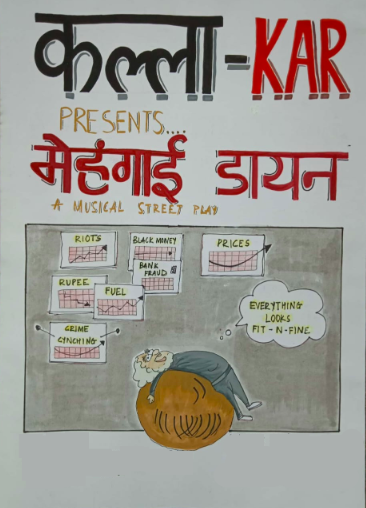 कल्ला-KAR
PRESENTS....
मेहंगाई डायन
A MUSICAL STREET PLAY
RIOTS
BLACK MONEY
PRICES
BANK
FRAUD
RUPEE
FUEL
CRIME
LYNCHING
EVERYTHING
LOOKS
FIT-N-FINE